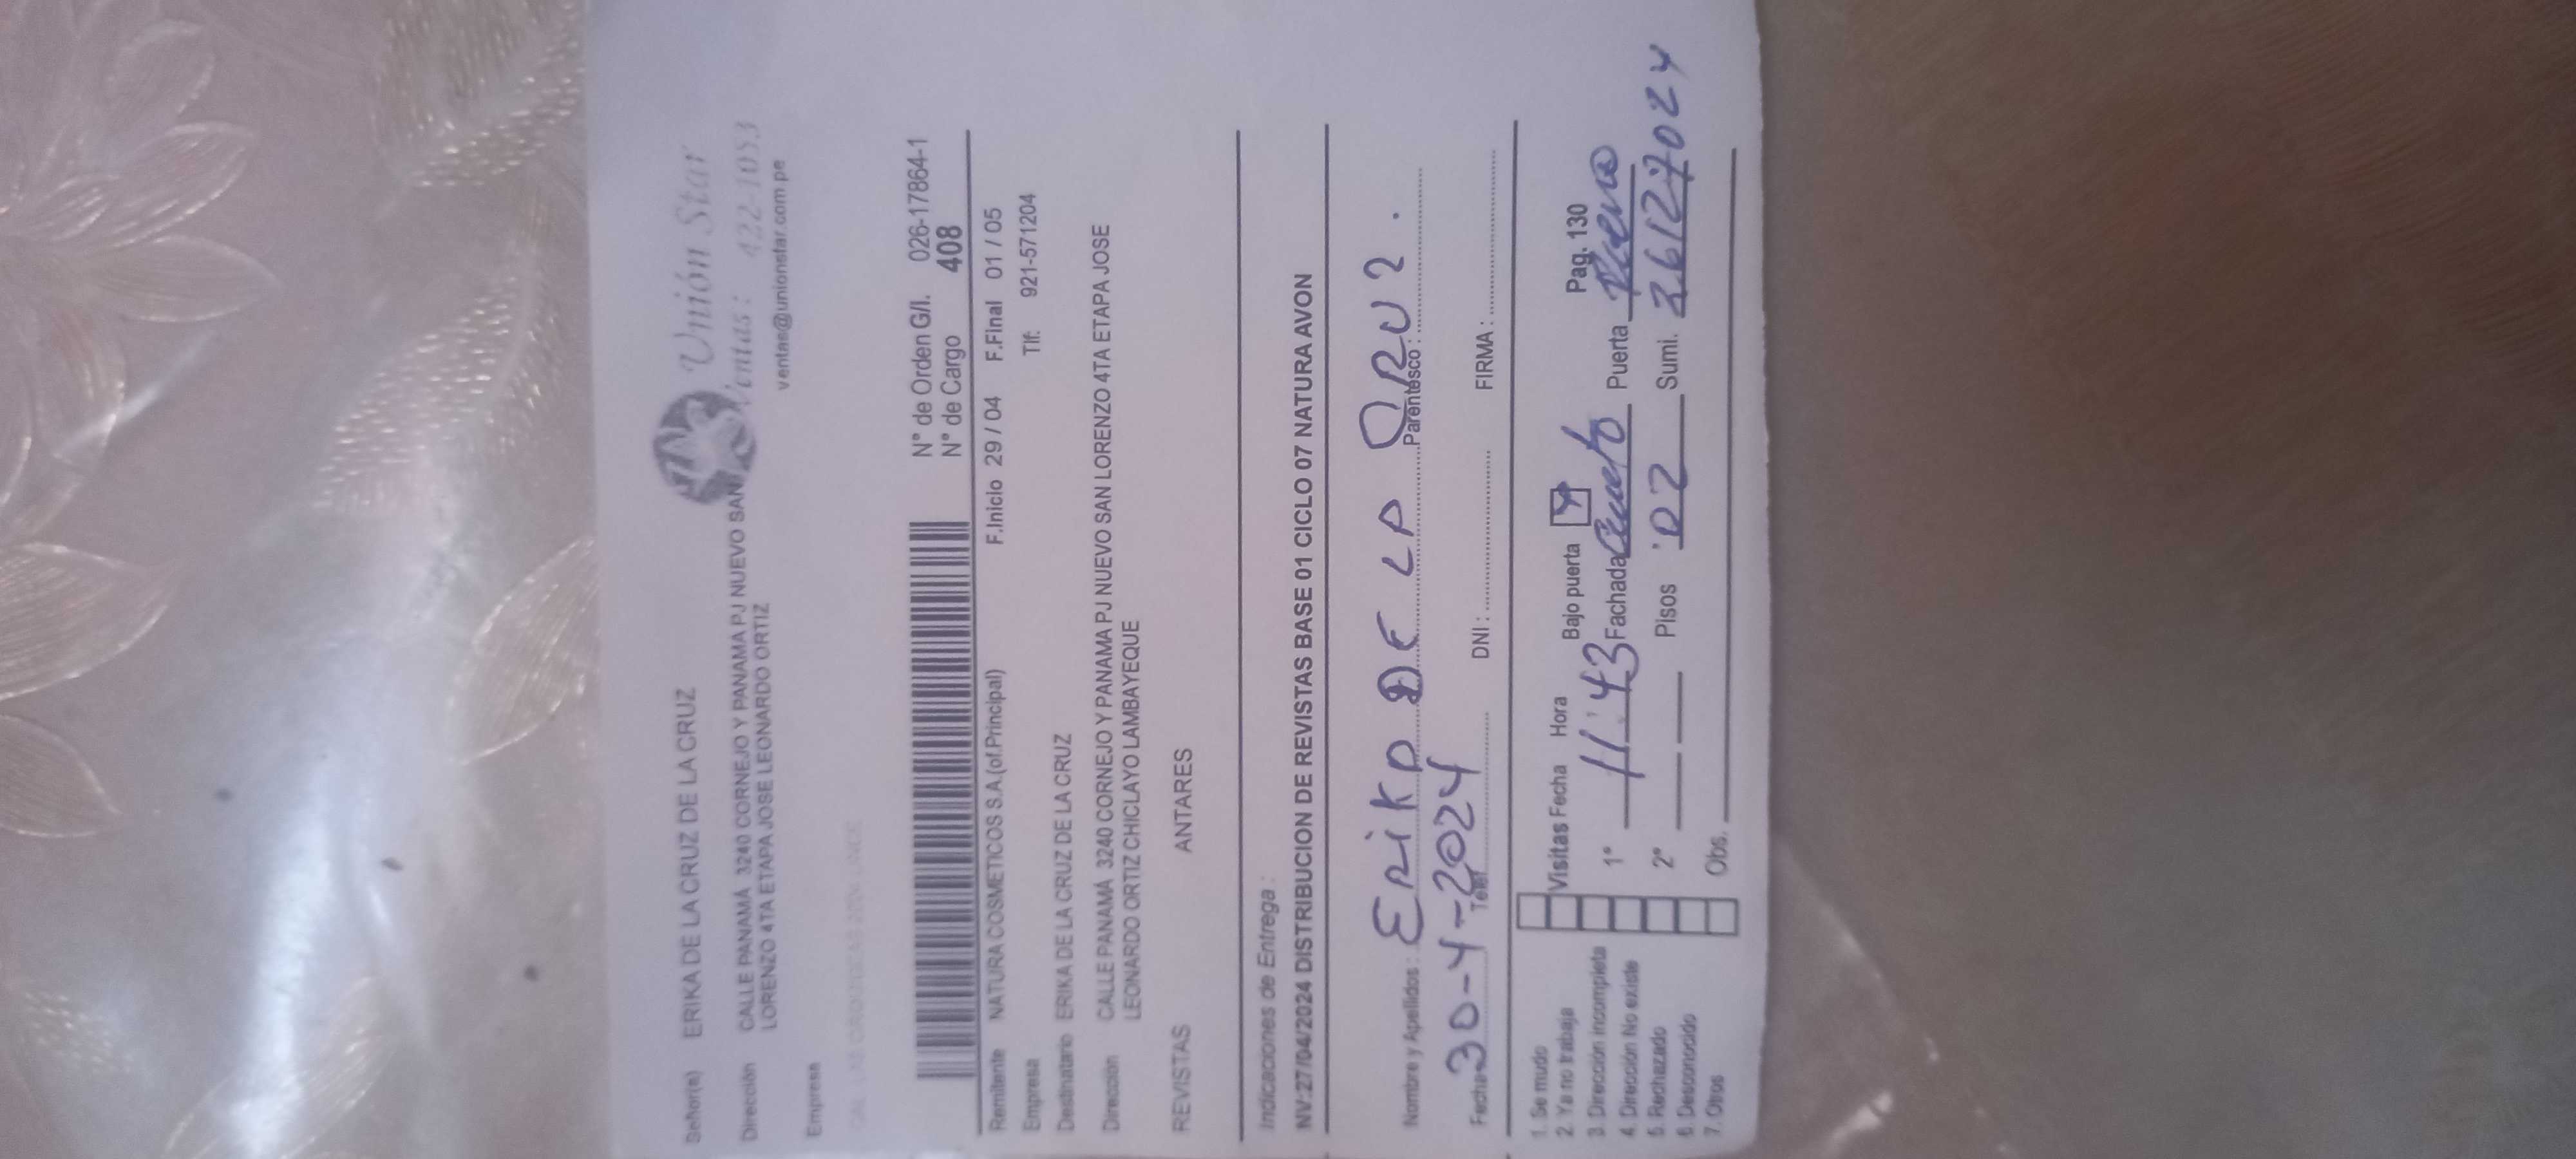 Unión Star
Ventas: 422-1053
ventas@unionstar.com.pe
Señor(a) ERIKA DE LA CRUZ DE LA CRUZ
Dirección CALLE PANAMÁ 3240 CORNEJO Y PANAMA PJ NUEVO SAN
LORENZO 4TA ETAPA JOSE LEONARDO ORTIZ
Empresa
N° de Orden G/I. 026-17864-1
N° de Cargo 408
Remitente NATURA COSMETICOS S.A.(of.Principal) F.Inicio 29 / 04 F.Final 01 / 05
Empresa Tlf: 921-571204
Destinatario ERIKA DE LA CRUZ DE LA CRUZ
Dirección CALLE PANAMÁ 3240 CORNEJO Y PANAMA PJ NUEVO SAN LORENZO 4TA ETAPA JOSE
LEONARDO ORTIZ CHICLAYO LAMBAYEQUE
REVISTAS ANTARES
Indicaciones de Entrega :
NV:27/04/2024 DISTRIBUCION DE REVISTAS BASE 01 CICLO 07 NATURA AVON
Nombre y Apellidos : ERIKA DE LA CRUZ. Parentesco :
Fecha 30-4-2024 Telef. DNI : FIRMA :
1. Se mudo
2. Ya no trabaja
3. Dirección incompleta
4. Dirección No existe
5. Rechazado
6. Desconocido
7. Otros
Visitas Fecha Hora Bajo puerta Pag. 130
1° 11:43 Fachada Puerta
2° Pisos 02 Sumi. 26127024
Obs.